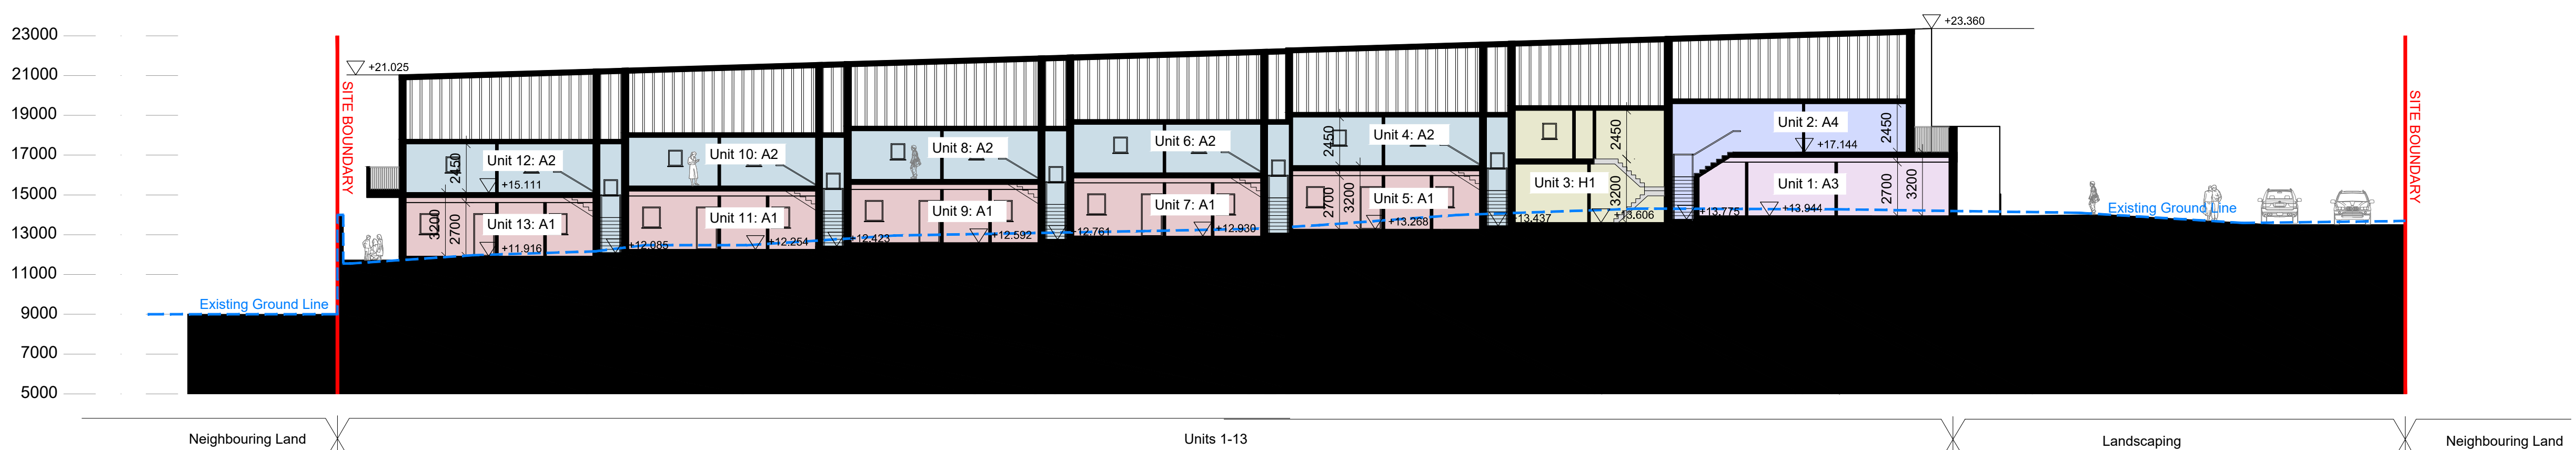 +23.360
23000
+21.025
21000
19000
17000
15000
13000
11000
9000
7000
5000
SITE BOUNDARY
SITE BOUNDARY
Unit 12: A2
Unit 10: A2
Unit 8: A2
Unit 6: A2
Unit 4: A2
Unit 2: A4
2450
2450
2450
2450
+15.111
+17.144
Unit 13: A1
Unit 11: A1
Unit 9: A1
Unit 7: A1
Unit 5: A1
Unit 3: H1
Unit 1: A3
3200
2700
2700
3200
3200
2700
3200
+11.916
+12.085
+12.254
+12.423
+12.592
+12.761
+12.930
+13.268
+13.437
+13.606
+13.775
+13.944
Existing Ground Line
Existing Ground Line
Neighbouring Land
Units 1-13
Landscaping
Neighbouring Land